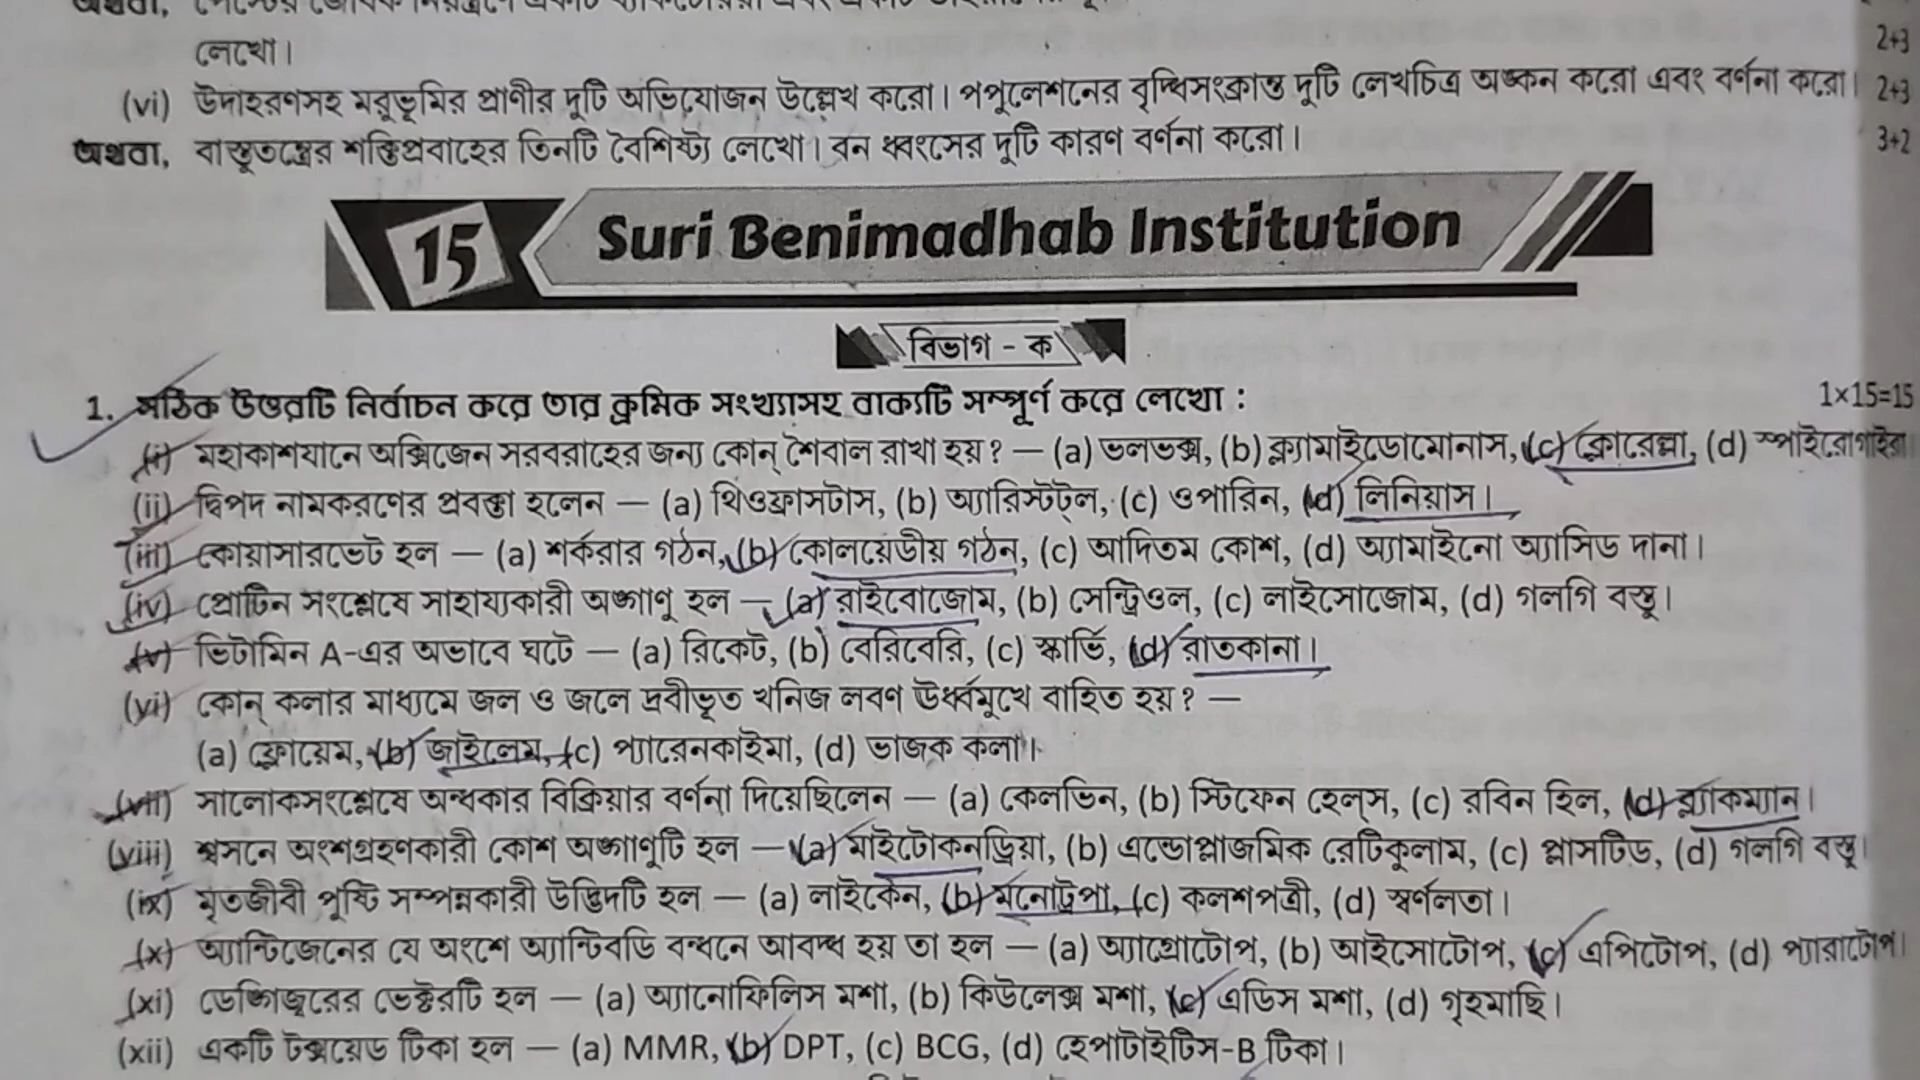 লেখো। 2+3
(vi) উদাহরণসহ মরুভূমির প্রাণীর দুটি অভিযোজন উল্লেখ করো। পপুলেশনের বৃদ্ধিসংক্রান্ত দুটি লেখচিত্র অঙ্কন করো এবং বর্ণনা করো। 2+3
অথবা, বাস্তুতন্ত্রের শক্তিপ্রবাহের তিনটি বৈশিষ্ট্য লেখো। বন ধ্বংসের দুটি কারণ বর্ণনা করো। 3+2
15 Suri Benimadhab Institution
বিভাগ - ক
1. সঠিক উত্তরটি নির্বাচন করে তার ক্রমিক সংখ্যাসহ বাক্যটি সম্পূর্ণ করে লেখো : 1×15=15
(i) মহাকাশযানে অক্সিজেন সরবরাহের জন্য কোন্ শৈবাল রাখা হয়? — (a) ভলভক্স, (b) ক্ল্যামাইডোমোনাস, (c) ক্লোরেল্লা, (d) স্পাইরোগাইরা।
(ii) দ্বিপদ নামকরণের প্রবক্তা হলেন — (a) থিওফ্রাসটাস, (b) অ্যারিস্টট্ল, (c) ওপারিন, (d) লিনিয়াস।
(iii) কোয়াসারভেট হল — (a) শর্করার গঠন, (b) কোলয়েডীয় গঠন, (c) আদিতম কোশ, (d) অ্যামাইনো অ্যাসিড দানা।
(iv) প্রোটিন সংশ্লেষে সাহায্যকারী অঙ্গাণু হল — (a) রাইবোজোম, (b) সেন্ট্রিওল, (c) লাইসোজোম, (d) গলগি বস্তু।
(v) ভিটামিন A-এর অভাবে ঘটে — (a) রিকেট, (b) বেরিবেরি, (c) স্কার্ভি, (d) রাতকানা।
(vi) কোন্ কলার মাধ্যমে জল ও জলে দ্রবীভূত খনিজ লবণ ঊর্ধ্বমুখে বাহিত হয়? —
(a) ফ্লোয়েম, (b) জাইলেম, (c) প্যারেনকাইমা, (d) ভাজক কলা।
(vii) সালোকসংশ্লেষে অন্ধকার বিক্রিয়ার বর্ণনা দিয়েছিলেন — (a) কেলভিন, (b) স্টিফেন হেল্স, (c) রবিন হিল, (d) ব্ল্যাকম্যান।
(viii) শ্বসনে অংশগ্রহণকারী কোশ অঙ্গাণুটি হল — (a) মাইটোকনড্রিয়া, (b) এন্ডোপ্লাজমিক রেটিকুলাম, (c) প্লাসটিড, (d) গলগি বস্তু।
(ix) মৃতজীবী পুষ্টি সম্পন্নকারী উদ্ভিদটি হল — (a) লাইকেন, (b) মনোট্রপা, (c) কলশপত্রী, (d) স্বর্ণলতা।
(x) অ্যান্টিজেনের যে অংশে অ্যান্টিবডি বন্ধনে আবদ্ধ হয় তা হল — (a) অ্যাগ্রোটোপ, (b) আইসোটোপ, (c) এপিটোপ, (d) প্যারাটোপ।
(xi) ডেঙ্গিজ্বরের ভেক্টরটি হল — (a) অ্যানোফিলিস মশা, (b) কিউলেক্স মশা, (c) এডিস মশা, (d) গৃহমাছি।
(xii) একটি টক্সয়েড টিকা হল — (a) MMR, (b) DPT, (c) BCG, (d) হেপাটাইটিস-B টিকা।